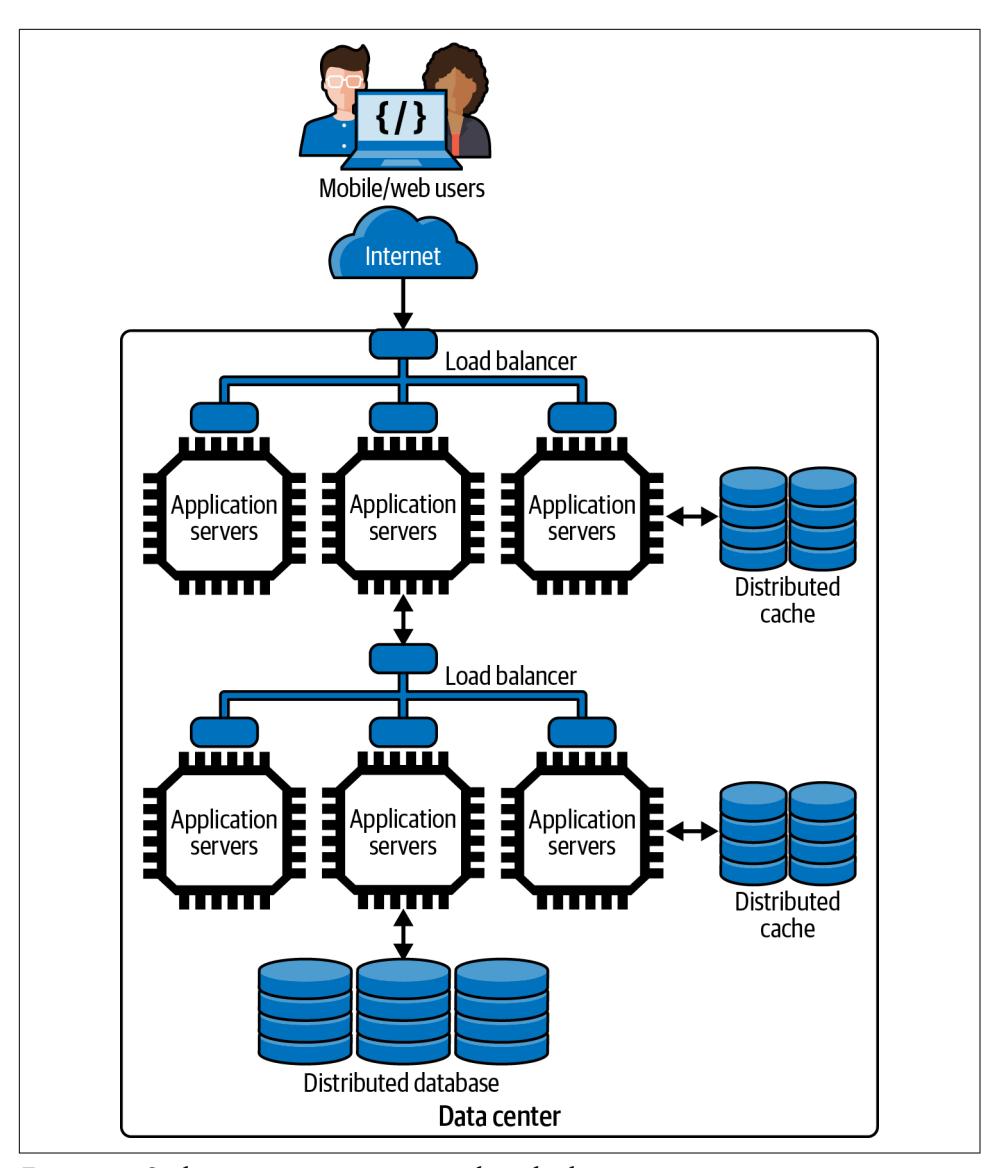 {/}
Mobile/web users
Internet
Load balancer
Application
servers
Application
servers
Application
servers
Distributed
cache
Load balancer
Application
servers
Application
servers
Application
servers
Distributed
cache
Distributed database
Data center